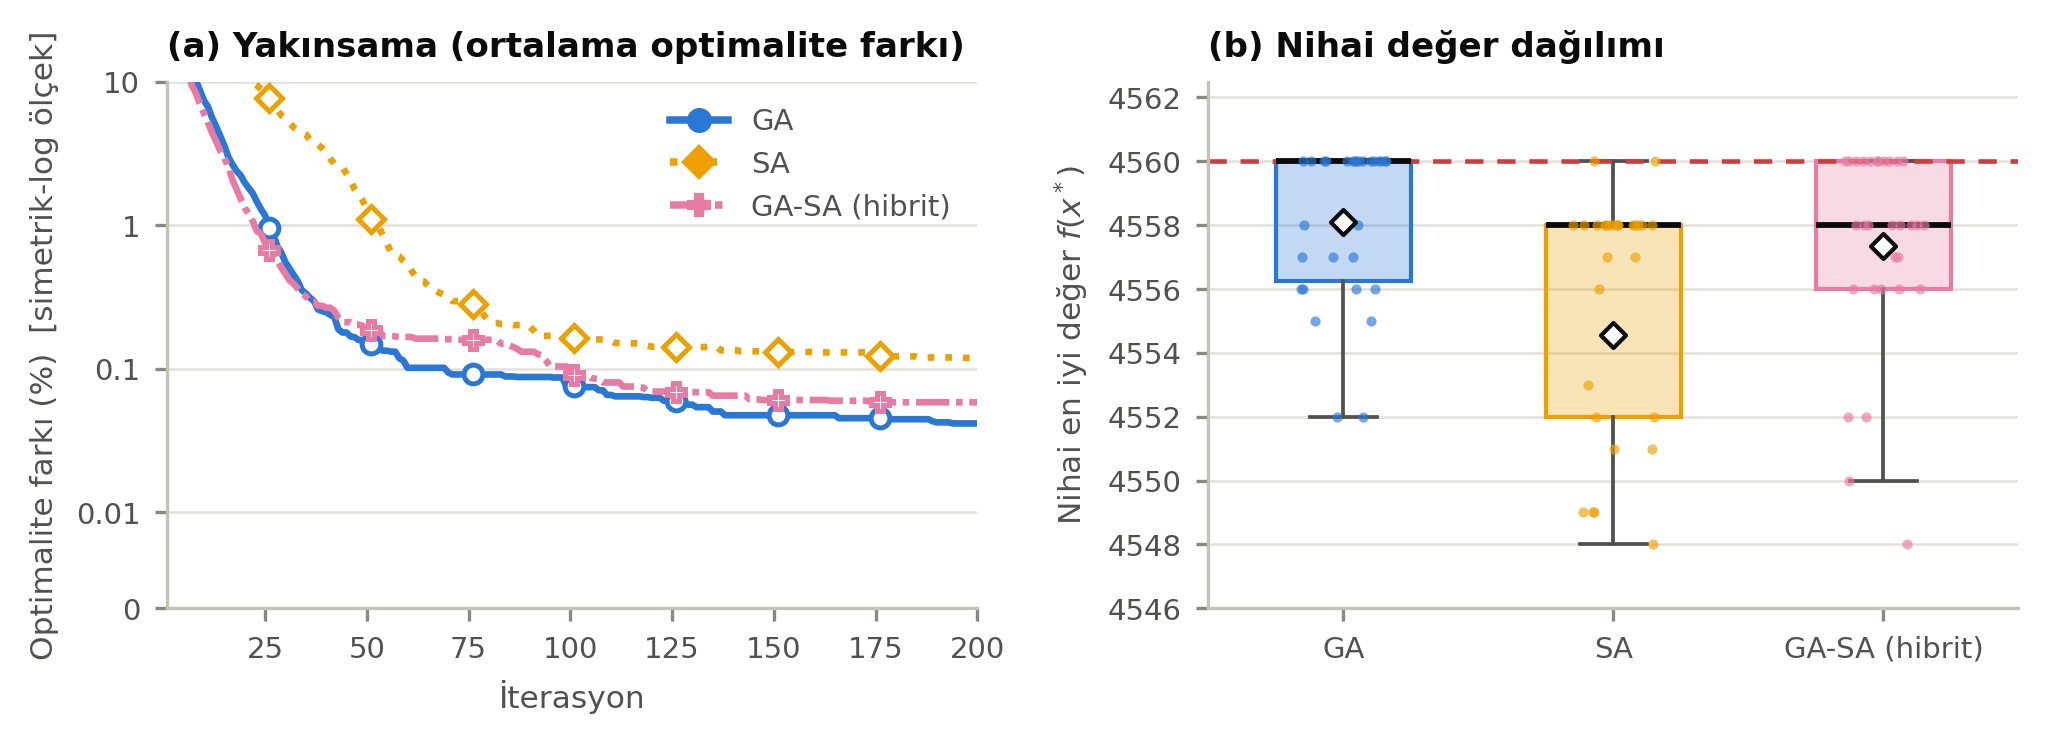 (a) Yakınsama (ortalama optimalite farkı)
Optimalite farkı (%) [simetrik-log ölçek]
10
1
0.1
0.01
0
GA
SA
GA-SA (hibrit)
25 50 75 100 125 150 175 200
İterasyon
(b) Nihai değer dağılımı
Nihai en iyi değer f(x*)
4562
4560
4558
4556
4554
4552
4550
4548
4546
GA SA GA-SA (hibrit)